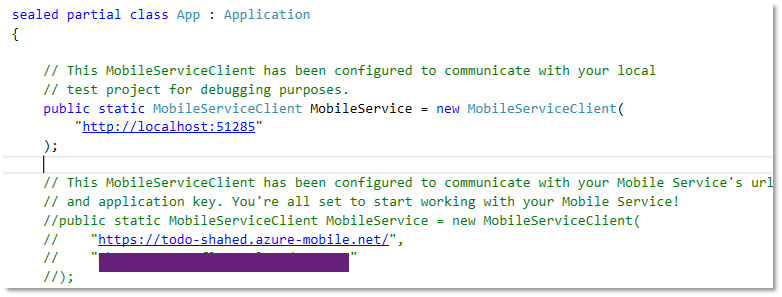 sealed partial class App : Application
{
// This MobileServiceClient has been configured to communicate with your local
// test project for debugging purposes.
public static MobileServiceClient MobileService = new MobileServiceClient(
"http://localhost:51285"
);
// This MobileServiceClient has been configured to communicate with your Mobile Service's url
// and application key. You're all set to start working with your Mobile Service!
//public static MobileServiceClient MobileService = new MobileServiceClient(
//    "https://todo-shahed.azure-mobile.net/",
//    " "
//);